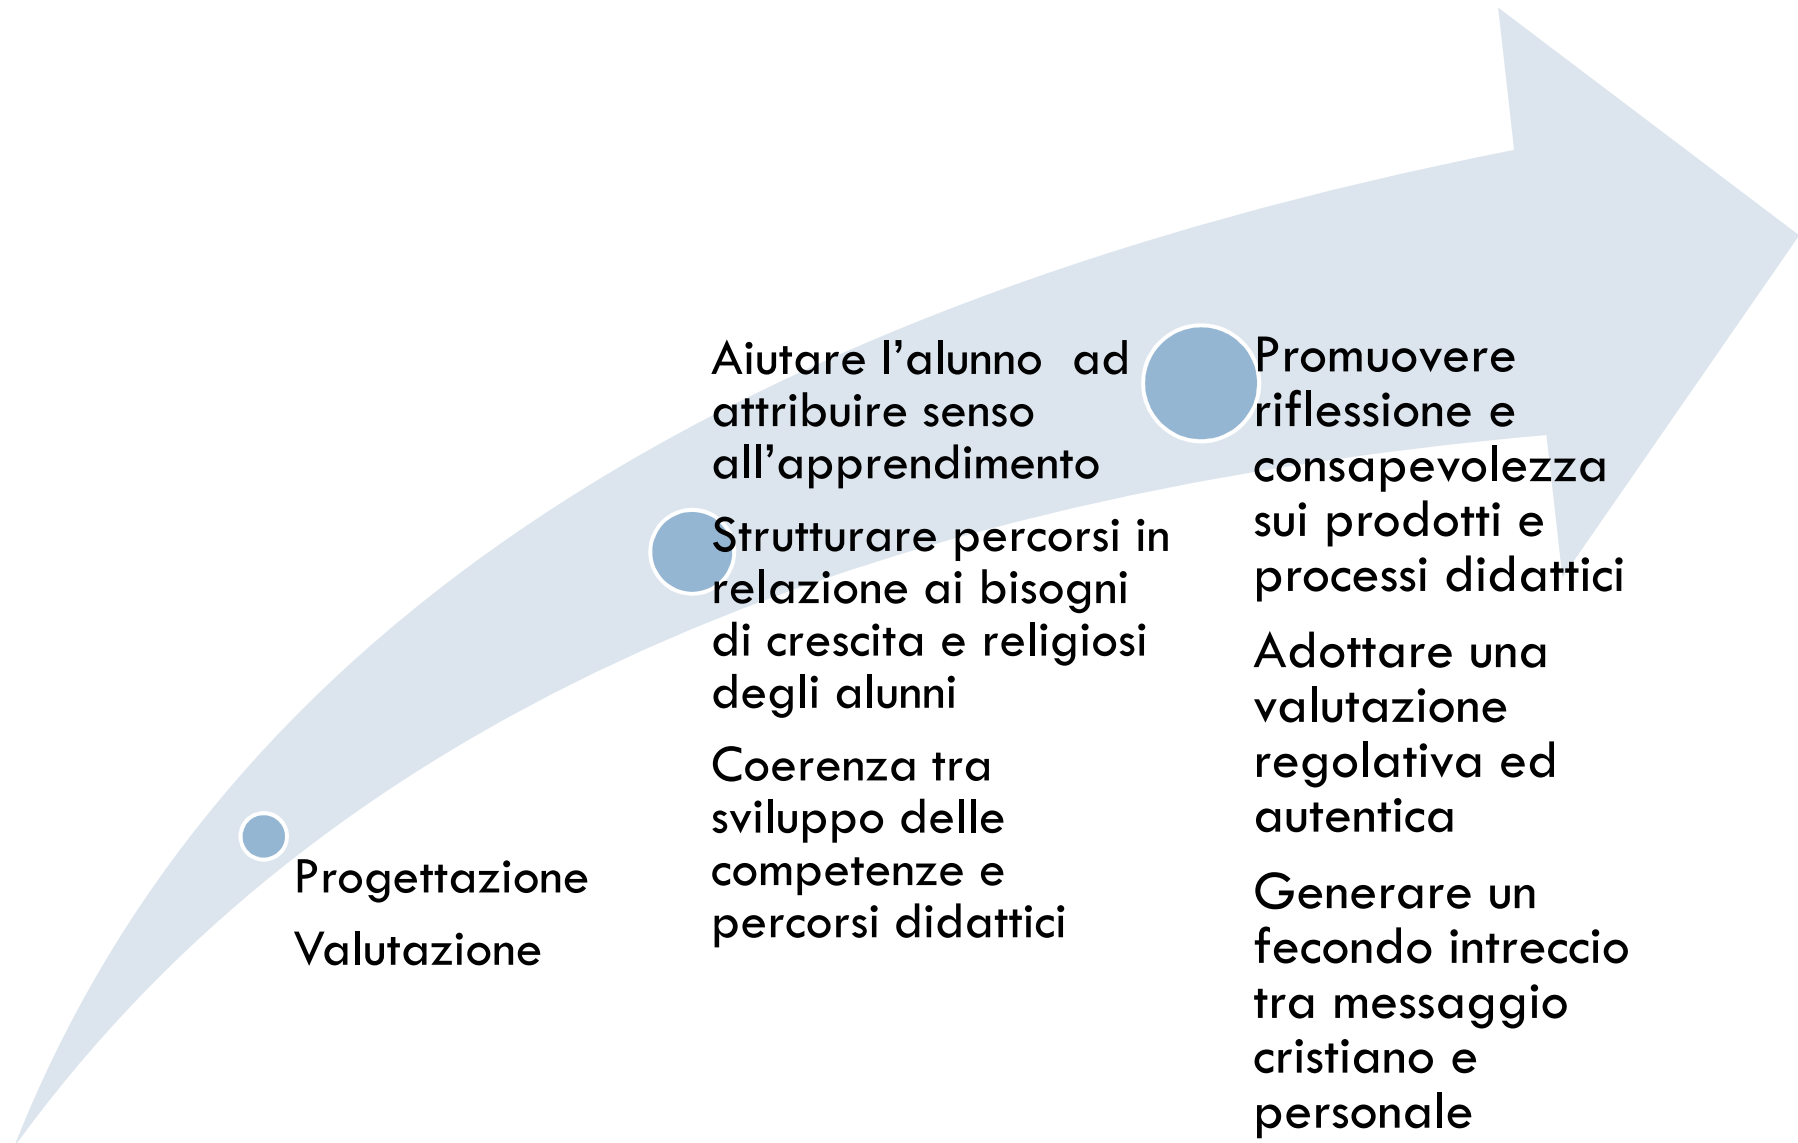 Progettazione
Valutazione
Aiutare l’alunno  ad
attribuire senso
all’apprendimento
Strutturare percorsi in
relazione ai bisogni
di crescita e religiosi
degli alunni
Coerenza tra
sviluppo delle
competenze e
percorsi didattici
Promuovere
riflessione e
consapevolezza
sui prodotti e
processi didattici
Adottare una
valutazione
regolativa ed
autentica
Generare un
fecondo intreccio
tra messaggio
cristiano e
personale